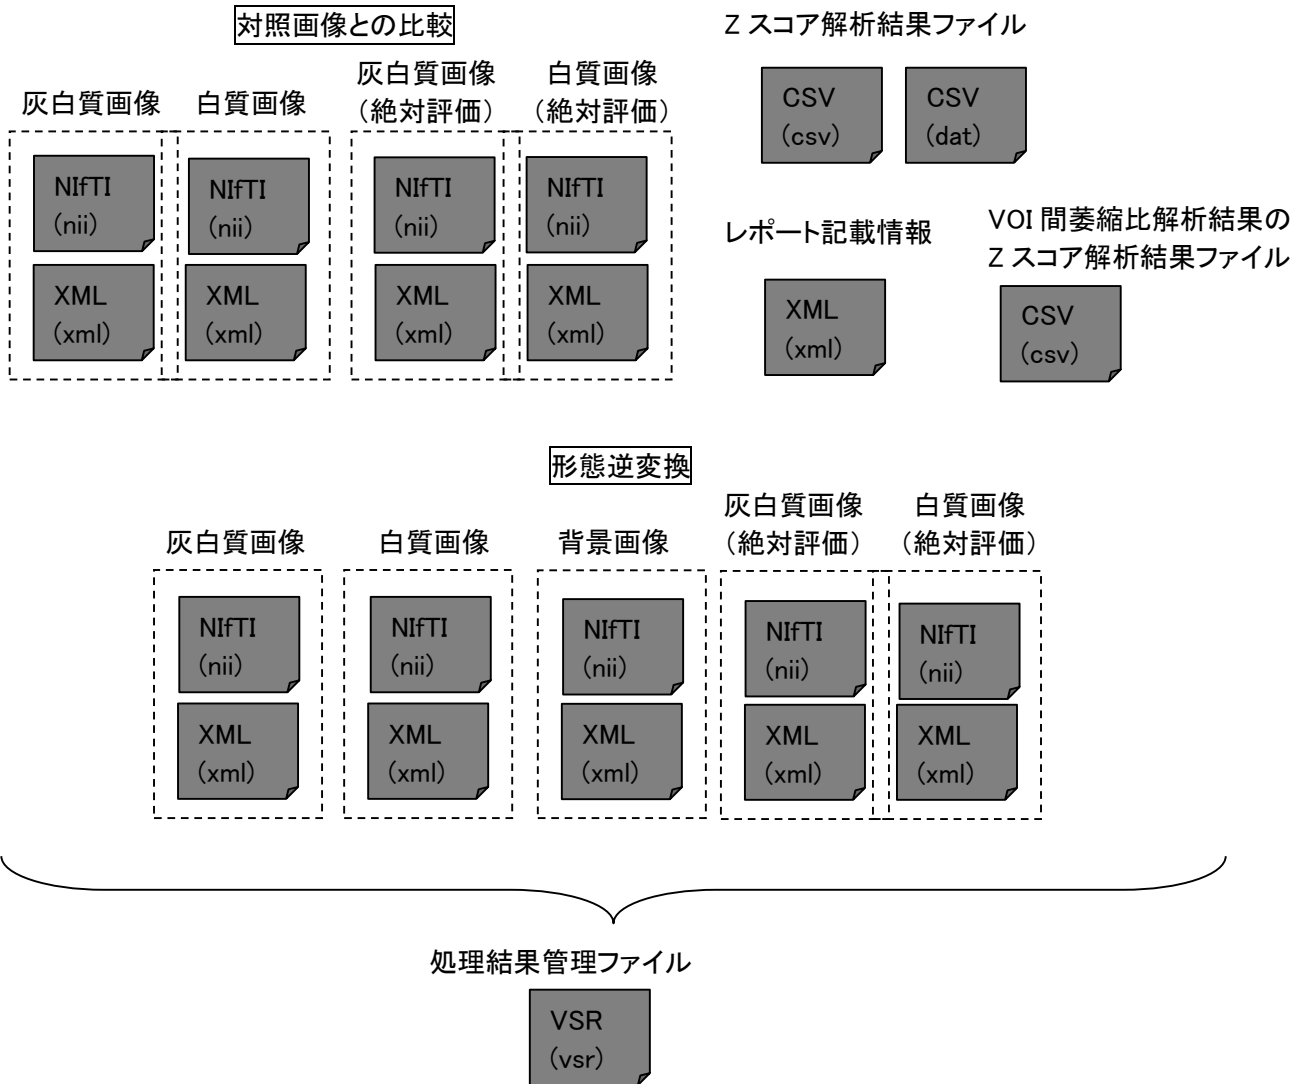 対照画像との比較
灰白質画像
白質画像
灰白質画像
（絶対評価）
白質画像
（絶対評価）
NIfTI
(nii)
XML
(xml)
NIfTI
(nii)
XML
(xml)
NIfTI
(nii)
XML
(xml)
NIfTI
(nii)
XML
(xml)
Z スコア解析結果ファイル
CSV
(csv)
CSV
(dat)
レポート記載情報
XML
(xml)
VOI 間萎縮比解析結果の
Z スコア解析結果ファイル
CSV
(csv)
形態逆変換
灰白質画像
白質画像
背景画像
灰白質画像
（絶対評価）
白質画像
（絶対評価）
NIfTI
(nii)
XML
(xml)
NIfTI
(nii)
XML
(xml)
NIfTI
(nii)
XML
(xml)
NIfTI
(nii)
XML
(xml)
NIfTI
(nii)
XML
(xml)
処理結果管理ファイル
VSR
(vsr)